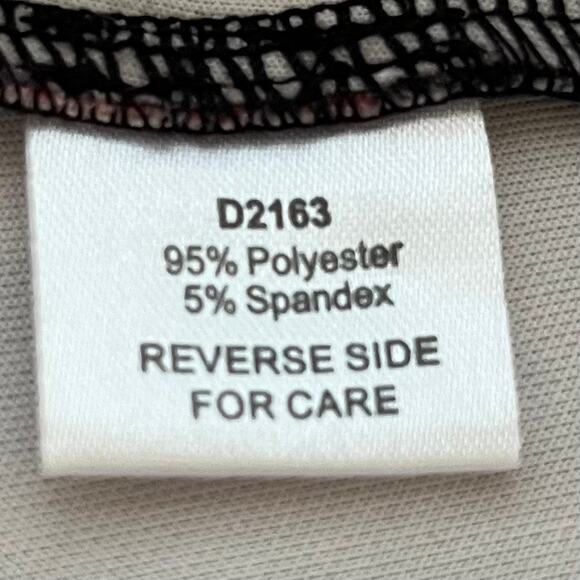 D2163
95% Polyester
5% Spandex
REVERSE SIDE
FOR CARE